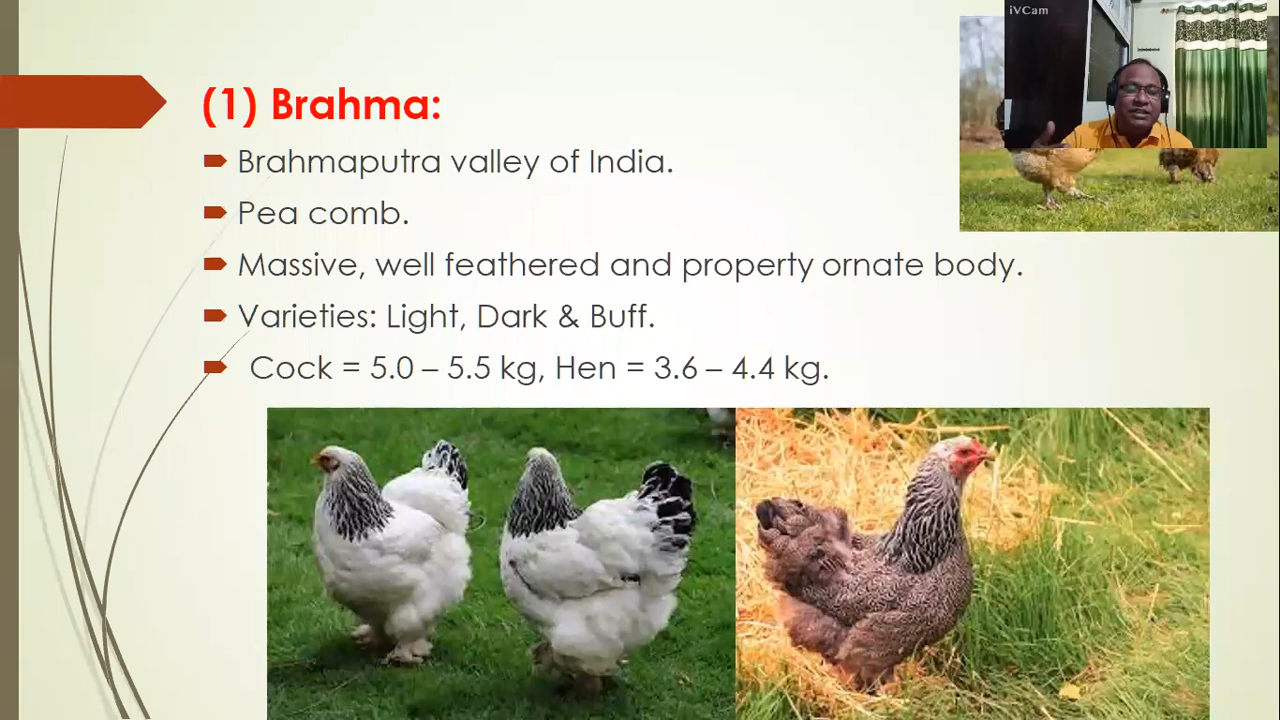 iVCam
(1) Brahma:
Brahmaputra valley of India.
Pea comb.
Massive, well feathered and property ornate body.
Varieties: Light, Dark & Buff.
Cock = 5.0 – 5.5 kg, Hen = 3.6 – 4.4 kg.